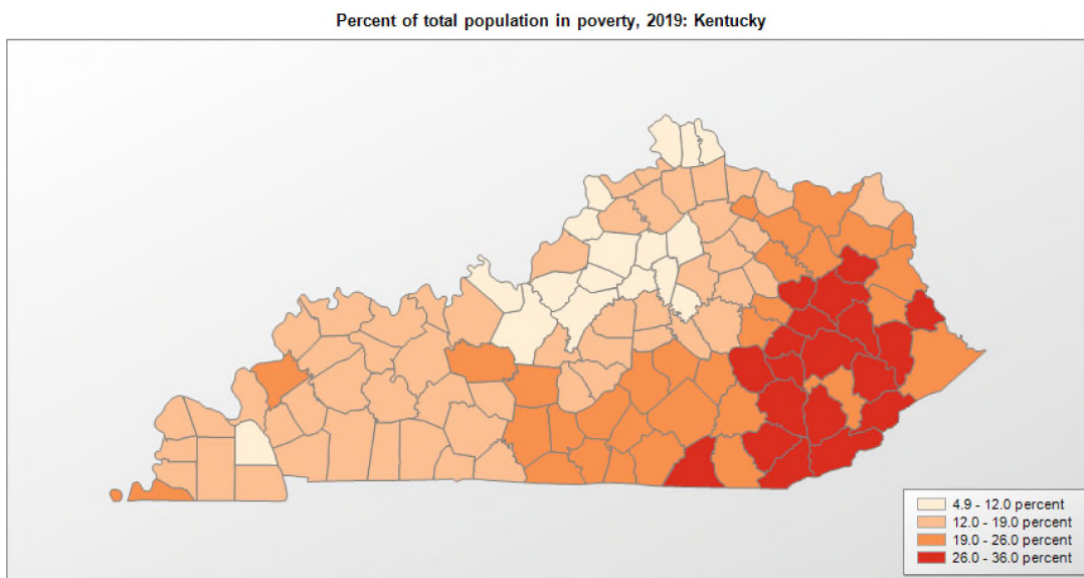 Percent of total population in poverty, 2019: Kentucky
4.9 - 12.0 percent
12.0 - 19.0 percent
19.0 - 26.0 percent
26.0 - 36.0 percent